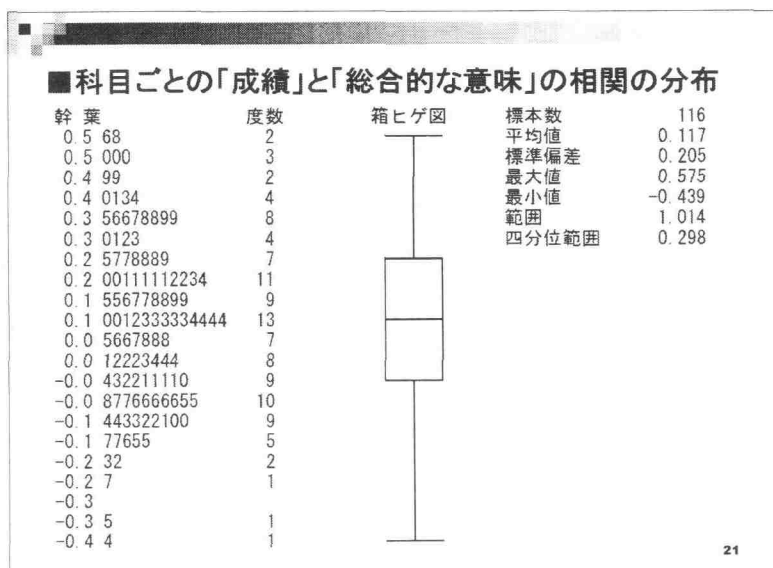 ■科目ごとの「成績」と「総合的な意味」の相関の分布
幹 葉 度数 箱ヒゲ図 標本数 116
0.5 68 2 平均値 0.117
0.5 000 3 標準偏差 0.205
0.4 99 2 最大値 0.575
0.4 0134 4 最小値 -0.439
0.3 56678899 8 範囲 1.014
0.3 0123 4 四分位範囲 0.298
0.2 5778889 7
0.2 00111112234 11
0.1 556778899 9
0.1 0012333334444 13
0.0 5667888 7
0.0 12223444 8
-0.0 432211110 9
-0.0 8776666655 10
-0.1 443322100 9
-0.1 77655 5
-0.2 32 2
-0.2 7 1
-0.3
-0.3 5 1
-0.4 4 1
21